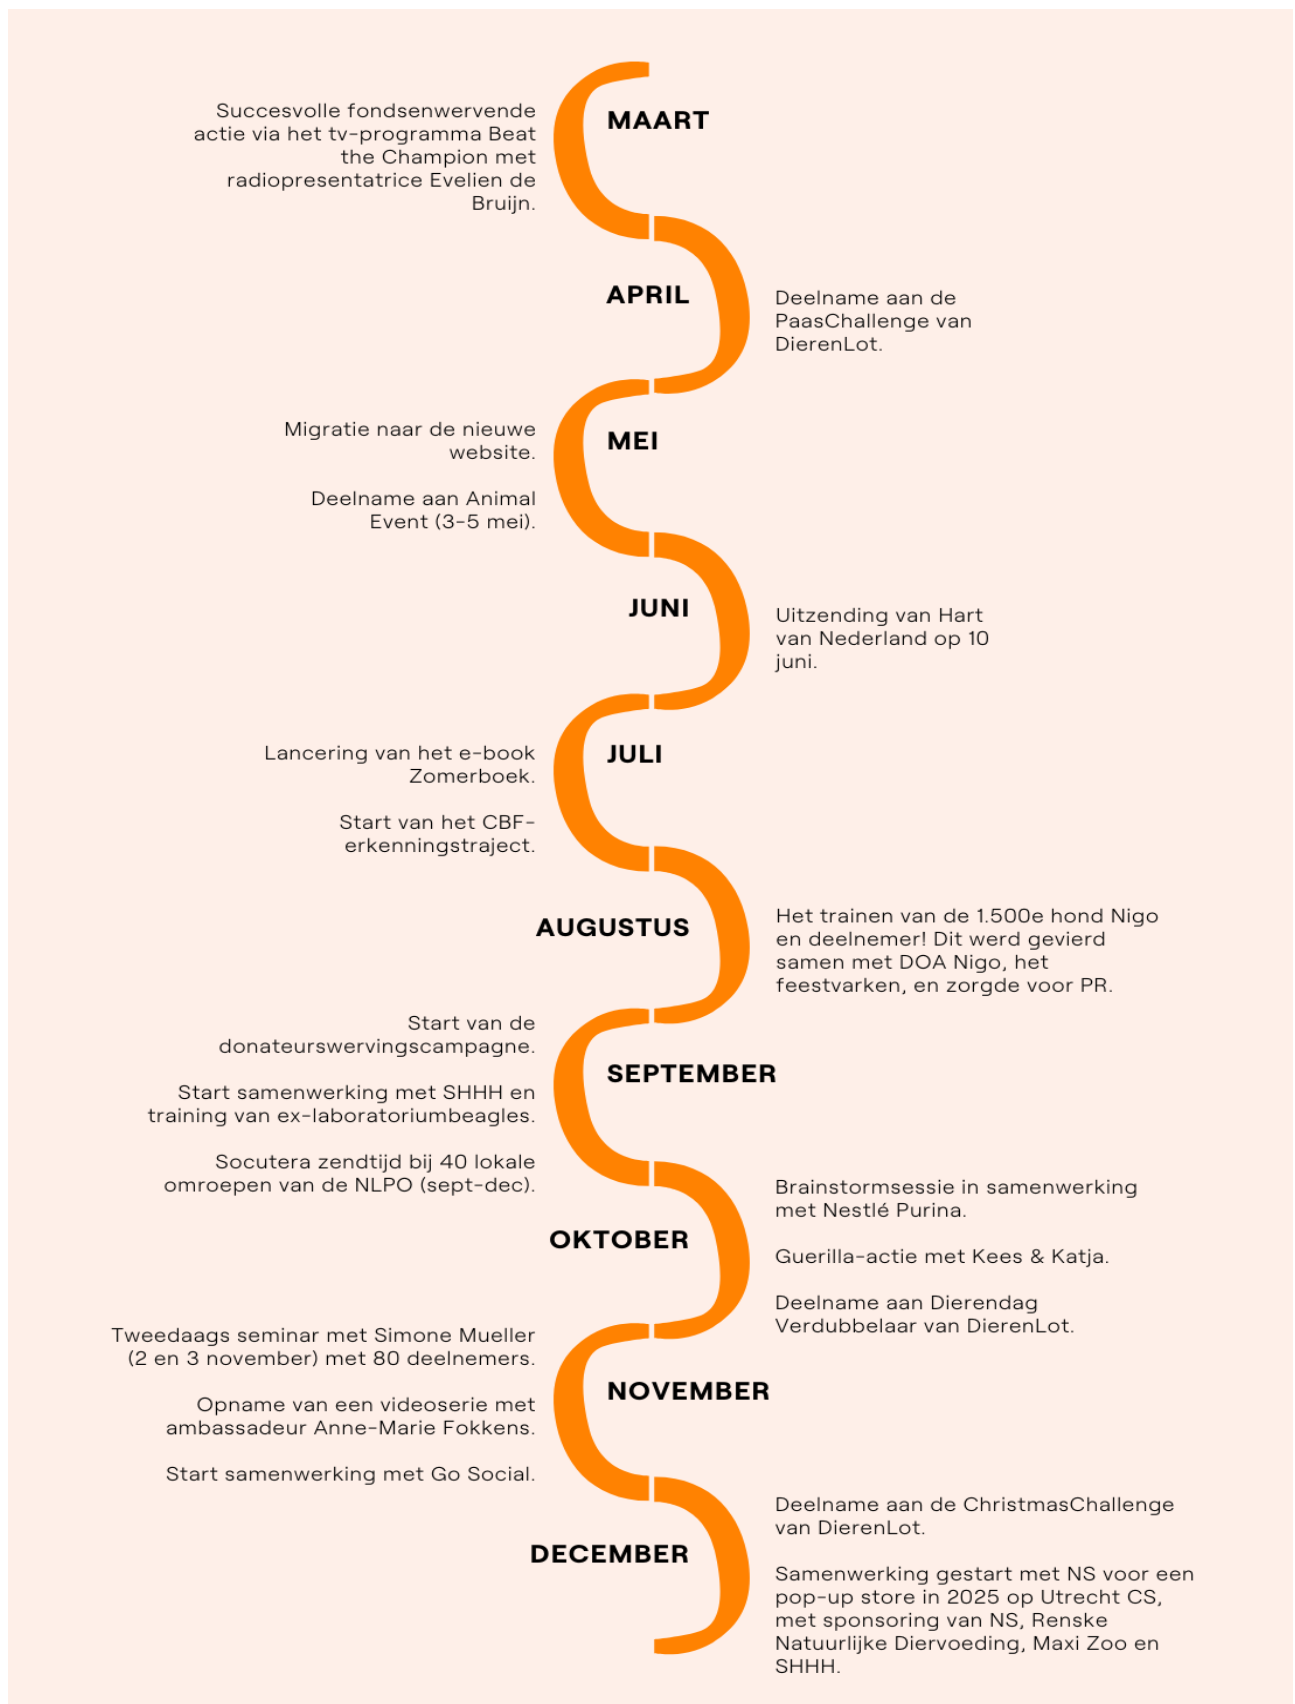 MAART
Succesvolle fondsenwervende
actie via het tv-programma Beat
the Champion met
radiopresentatrice Evelien de
Bruijn.
APRIL
Deelname aan de
PaasChallenge van
DierenLot.
MEI
Migratie naar de nieuwe
website.
Deelname aan Animal
Event (3-5 mei).
JUNI
Uitzending van Hart
van Nederland op 10
juni.
JULI
Lancering van het e-book
Zomerboek.
Start van het CBF-
erkenningstraject.
AUGUSTUS
Het trainen van de 1.500e hond Nigo
en deelnemer! Dit werd gevierd
samen met DOA Nigo, het
feestvarken, en zorgde voor PR.
SEPTEMBER
Start van de
donateurswervingscampagne.
Start samenwerking met SHHH en
training van ex-laboratoriumbeagles.
Socutera zendtijd bij 40 lokale
omroepen van de NLPO (sept-dec).
OKTOBER
Brainstormsessie in samenwerking
met Nestlé Purina.
Guerilla-actie met Kees & Katja.
Deelname aan Dierendag
Verdubbelaar van DierenLot.
NOVEMBER
Tweedaags seminar met Simone Mueller
(2 en 3 november) met 80 deelnemers.
Opname van een videoserie met
ambassadeur Anne-Marie Fokkens.
Start samenwerking met Go Social.
DECEMBER
Deelname aan de ChristmasChallenge
van DierenLot.
Samenwerking gestart met NS voor een
pop-up store in 2025 op Utrecht CS,
met sponsoring van NS, Renske
Natuurlijke Diervoeding, Maxi Zoo en
SHHH.